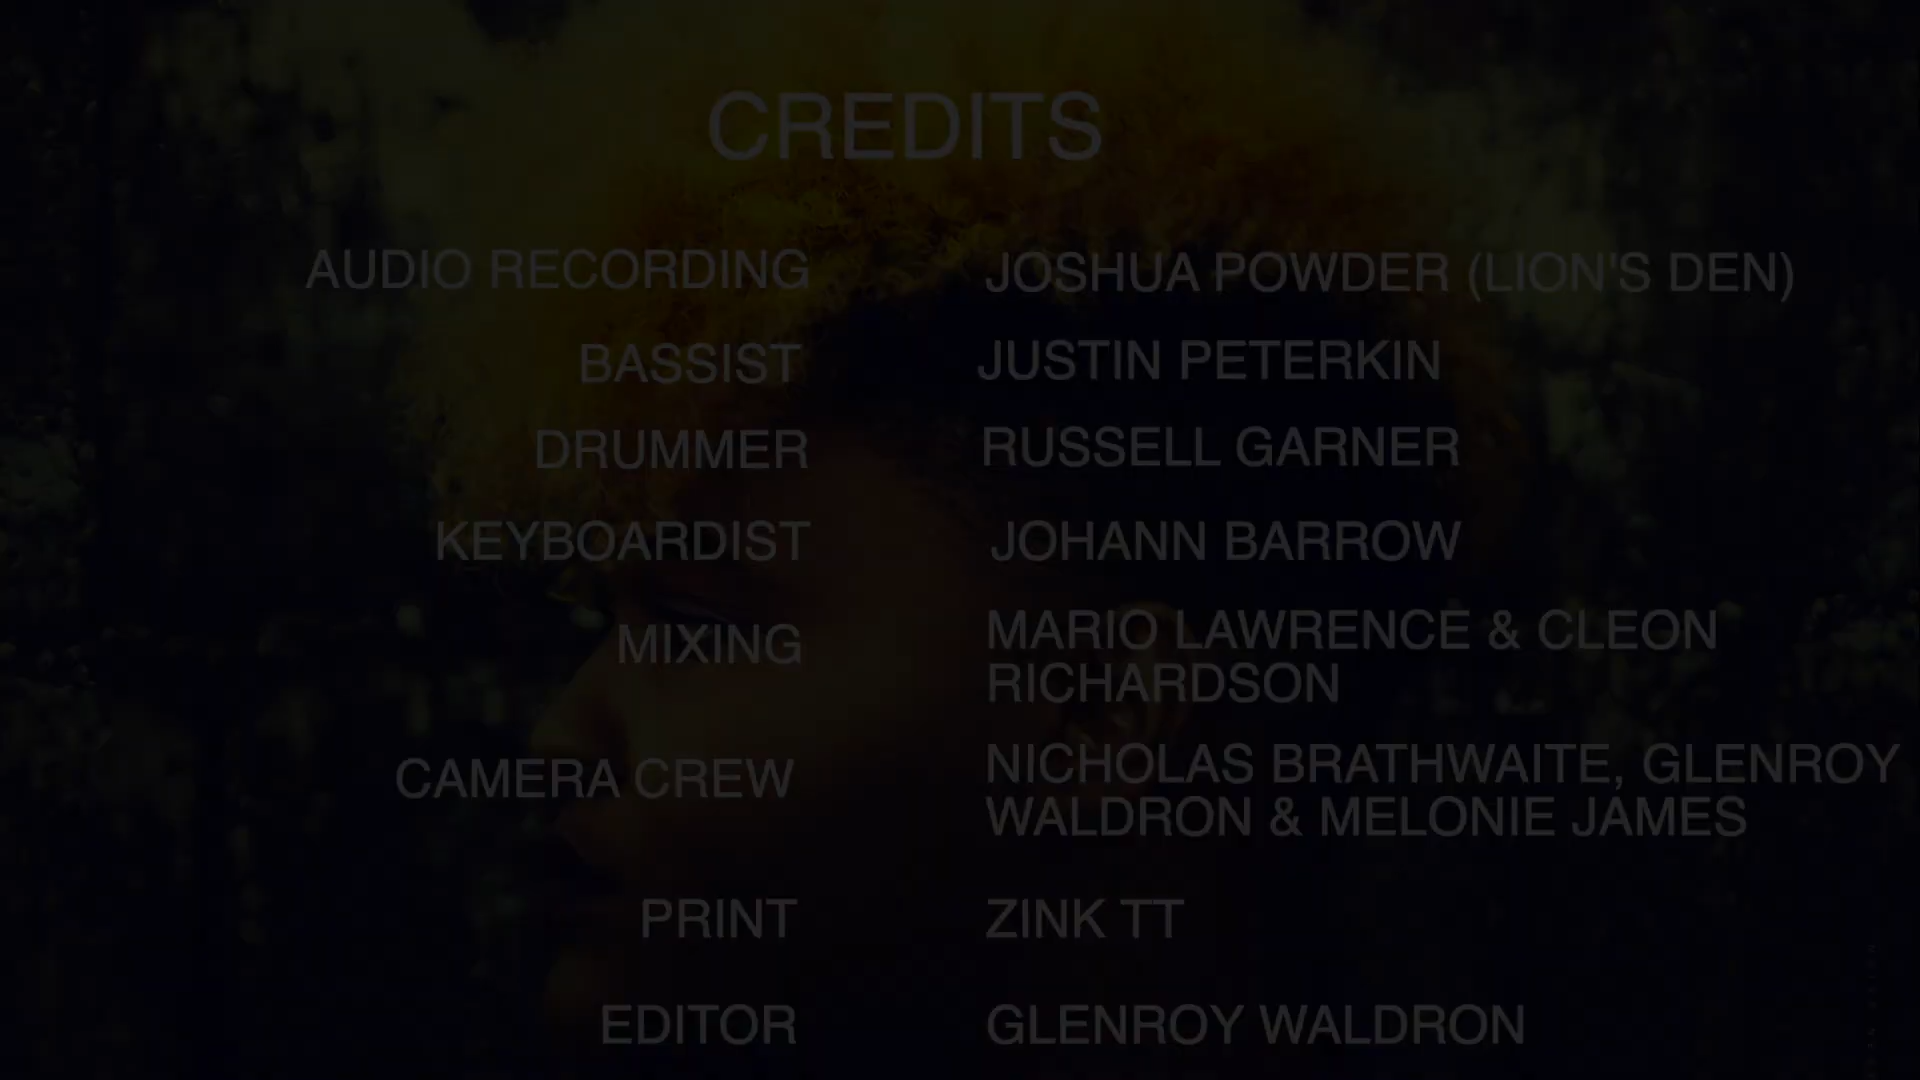 CREDITS
AUDIO RECORDING JOSHUA POWDER (LION'S DEN)
BASSIST JUSTIN PETERKIN
DRUMMER RUSSELL GARNER
KEYBOARDIST JOHANN BARROW
MIXING MARIO LAWRENCE & CLEON
RICHARDSON
CAMERA CREW NICHOLAS BRATHWAITE, GLENROY
WALDRON & MELONIE JAMES
PRINT ZINK TT
EDITOR GLENROY WALDRON